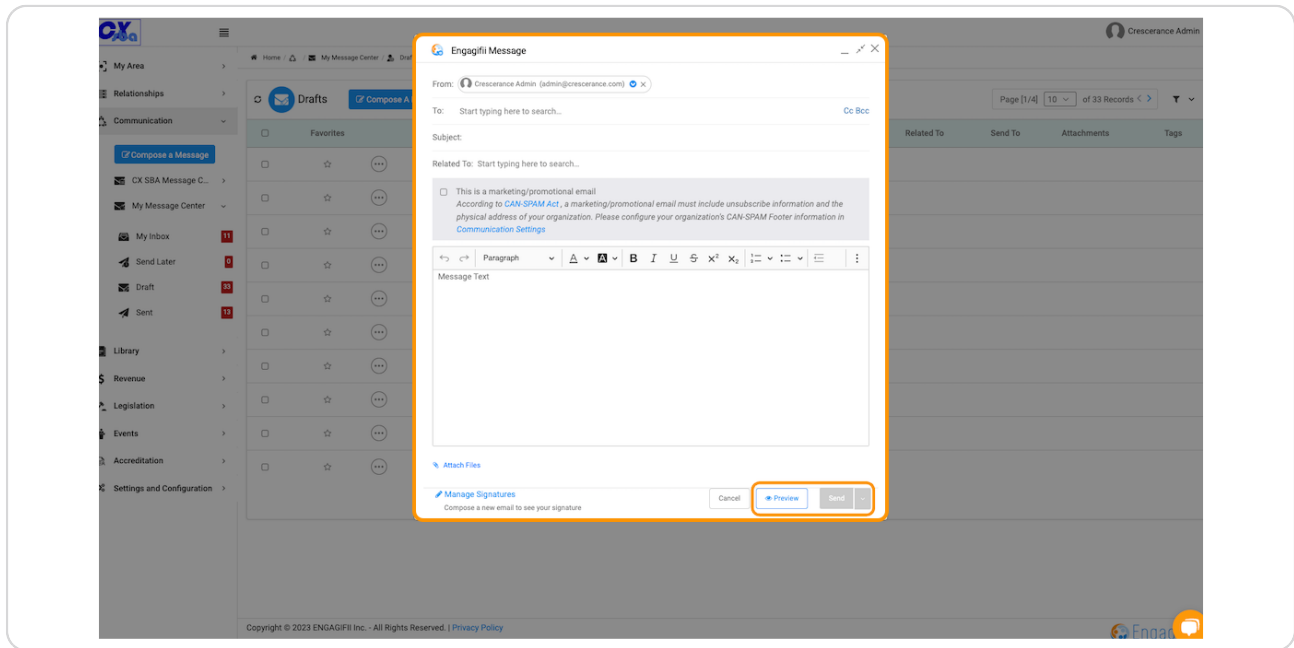 CXsba
Crescerance Admin
My Area
Relationships
Communication
Compose a Message
CX SBA Message C...
My Message Center
My Inbox 11
Send Later 0
Draft 33
Sent 13
Library
Revenue
Legislation
Events
Accreditation
Settings and Configuration
Home / / My Message Center /
Drafts
Compose A
Page [1/4] 10 of 33 Records
Favorites Related To Send To Attachments Tags
Engagifii Message
From: Crescerance Admin (admin@crescerance.com)
To: Start typing here to search... Cc Bcc
Subject:
Related To: Start typing here to search...
This is a marketing/promotional email
According to CAN-SPAM Act , a marketing/promotional email must include unsubscribe information and the
physical address of your organization. Please configure your organization's CAN-SPAM Footer information in
Communication Settings
Paragraph A A B I U S X² X₂
Message Text
Attach Files
Manage Signatures
Compose a new email to see your signature
Cancel Preview Send
Copyright © 2023 ENGAGIFII Inc. - All Rights Reserved. | Privacy Policy